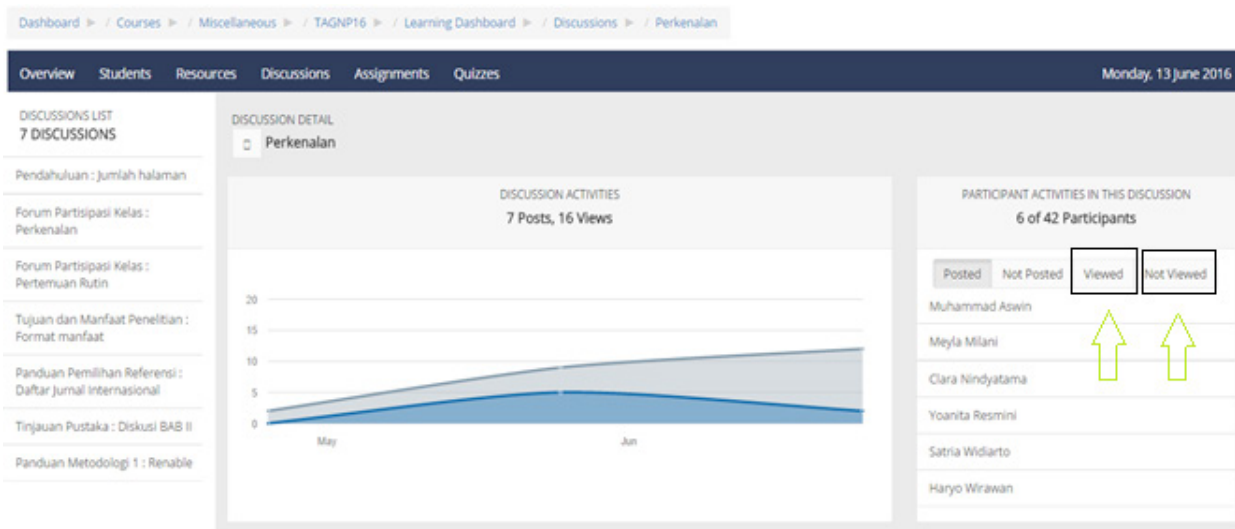 Dashboard ► / Courses ► / Miscellaneous ► / TAGNP16 ► / Learning Dashboard ► / Discussions ► / Perkenalan
Overview Students Resources Discussions Assignments Quizzes Monday, 13 June 2016
DISCUSSIONS LIST
7 DISCUSSIONS
Pendahuluan : Jumlah halaman
Forum Partisipasi Kelas :
Perkenalan
Forum Partisipasi Kelas :
Pertemuan Rutin
Tujuan dan Manfaat Penelitian :
Format manfaat
Panduan Pemilihan Referensi :
Daftar Jurnal Internasional
Tinjauan Pustaka : Diskusi BAB II
Panduan Metodologi 1 : Renable
DISCUSSION DETAIL
Perkenalan
DISCUSSION ACTIVITIES
7 Posts, 16 Views
20
15
10
5
0
May Jun
PARTICIPANT ACTIVITIES IN THIS DISCUSSION
6 of 42 Participants
Posted Not Posted Viewed Not Viewed
Muhammad Aswin
Meyla Milani
Clara Nindyatama
Yoanita Resmini
Satria Widiarto
Haryo Wirawan